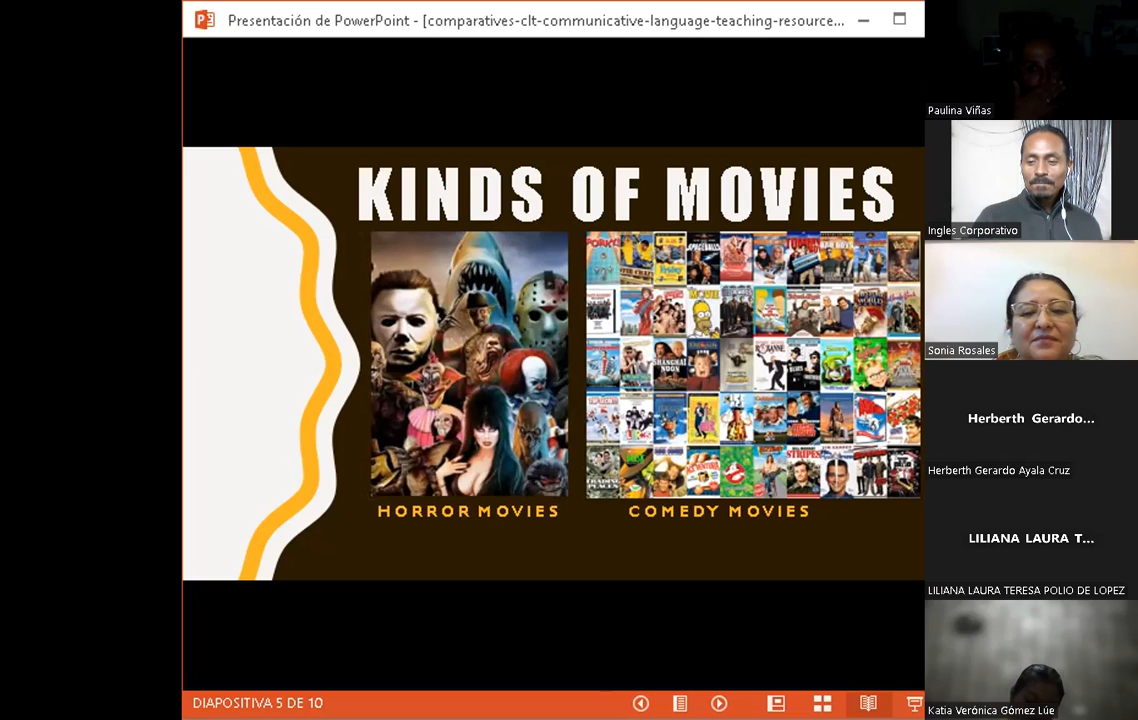 Presentación de PowerPoint - [comparatives-clt-communicative-language-teaching-resource...
KINDS OF MOVIES
HORROR MOVIES
COMEDY MOVIES
DIAPOSITIVA 5 DE 10
Paulina Viñas
Ingles Corporativo
Sonia Rosales
Herberth Gerardo...
Herberth Gerardo Ayala Cruz
LILIANA LAURA T...
LILIANA LAURA TERESA POLIO DE LOPEZ
Katia Verónica Gómez Lúe